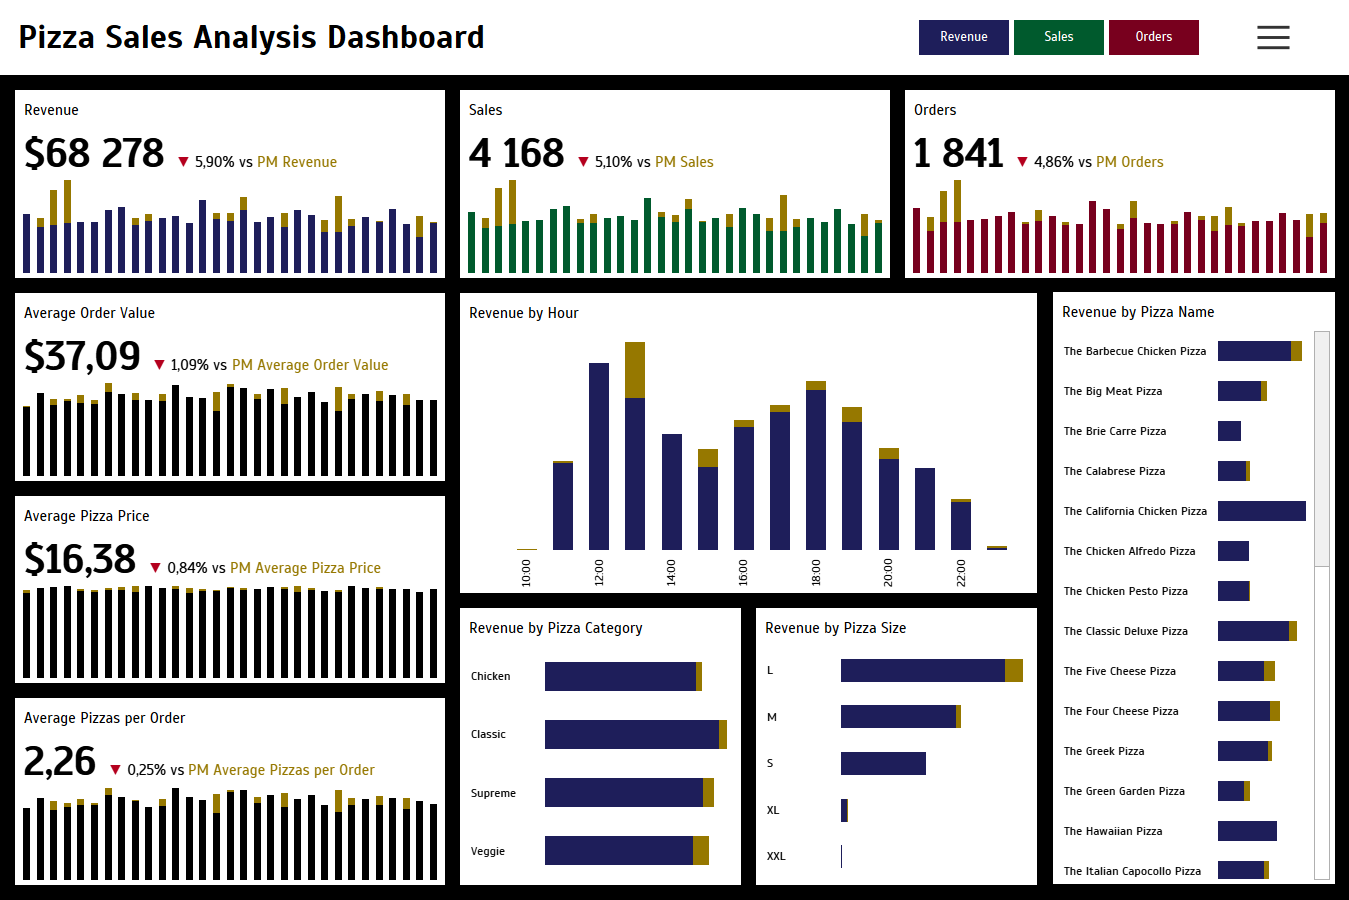 Pizza Sales Analysis Dashboard
Revenue
Sales
Orders
Revenue
$68 278 ▼ 5,90% vs PM Revenue
Sales
4 168 ▼ 5,10% vs PM Sales
Orders
1 841 ▼ 4,86% vs PM Orders
Average Order Value
$37,09 ▼ 1,09% vs PM Average Order Value
Average Pizza Price
$16,38 ▼ 0,84% vs PM Average Pizza Price
Average Pizzas per Order
2,26 ▼ 0,25% vs PM Average Pizzas per Order
Revenue by Hour
10:00
12:00
14:00
16:00
18:00
20:00
22:00
Revenue by Pizza Category
Chicken
Classic
Supreme
Veggie
Revenue by Pizza Size
L
M
S
XL
XXL
Revenue by Pizza Name
The Barbecue Chicken Pizza
The Big Meat Pizza
The Brie Carre Pizza
The Calabrese Pizza
The California Chicken Pizza
The Chicken Alfredo Pizza
The Chicken Pesto Pizza
The Classic Deluxe Pizza
The Five Cheese Pizza
The Four Cheese Pizza
The Greek Pizza
The Green Garden Pizza
The Hawaiian Pizza
The Italian Capocollo Pizza